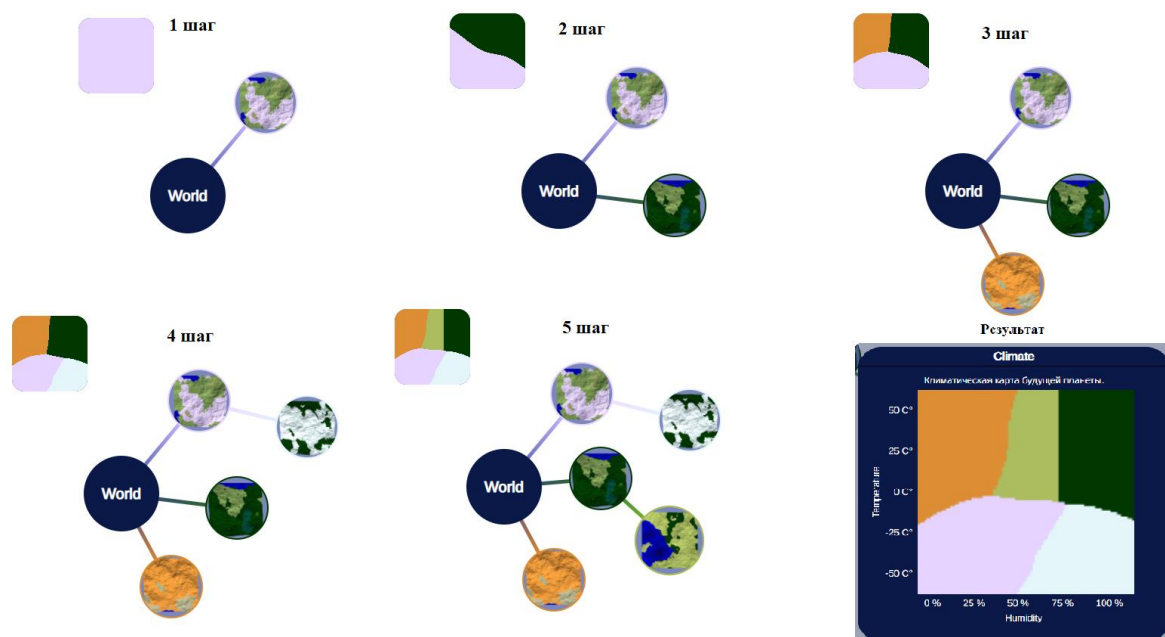 1 шаг
2 шаг
3 шаг
World
World
World
4 шаг
5 шаг
Результат
World
World
Climate
Климатическая карта будущей планеты.
50 C°
25 C°
0 C°
-25 C°
-50 C°
Temperature
0 %
25 %
50 %
75 %
100 %
Humidity